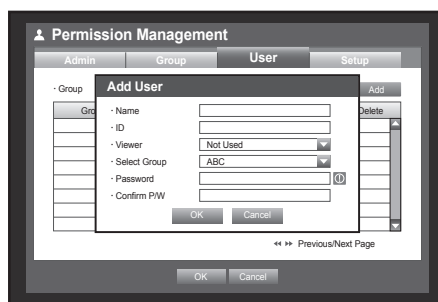 Permission Management
Admin Group User Setup
· Group
Add
Add User
Gro
Delete
· Name
· ID
· Viewer Not Used
· Select Group ABC
· Password
· Confirm P/W
OK Cancel
Previous/Next Page
OK Cancel